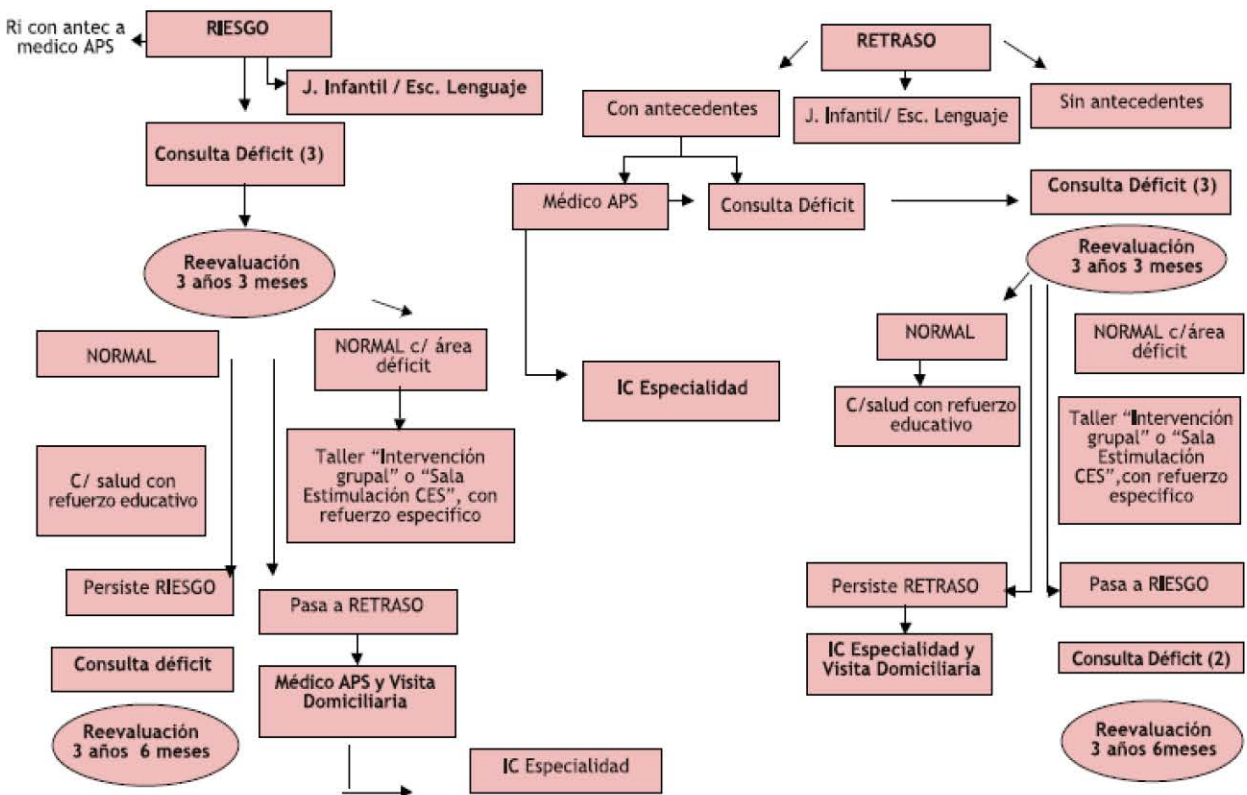 Ri con antec a
medico APS
RIESGO
J. Infantil / Esc. Lenguaje
Consulta Déficit (3)
Reevaluación
3 años 3 meses
NORMAL
NORMAL c/ área
déficit
C/ salud con
refuerzo educativo
Taller “Intervención
grupal” o “Sala
Estimulación CES”, con
refuerzo especifico
Persiste RIESGO
Pasa a RETRASO
Consulta déficit
Médico APS y Visita
Domiciliaria
Reevaluación
3 años 6 meses
IC Especialidad
RETRASO
Con antecedentes
J. Infantil/ Esc. Lenguaje
Sin antecedentes
Médico APS
Consulta Déficit
Consulta Déficit (3)
IC Especialidad
Reevaluación
3 años 3 meses
NORMAL
NORMAL c/área
déficit
C/salud con refuerzo
educativo
Taller “Intervención
grupal” o “Sala
Estimulación
CES”,con refuerzo
especifico
Persiste RETRASO
Pasa a RIESGO
IC Especialidad y
Visita Domiciliaria
Consulta Déficit (2)
Reevaluación
3 años 6meses